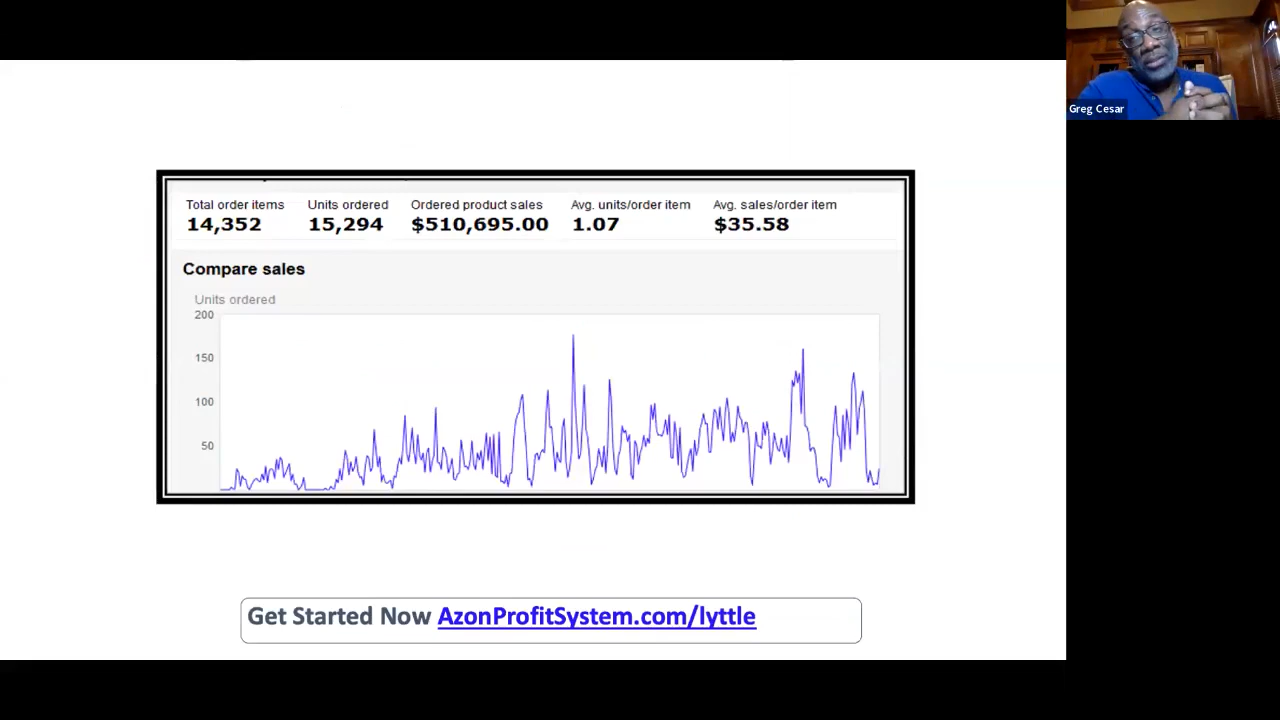 Greg Cesar
Total order items Units ordered Ordered product sales Avg. units/order item Avg. sales/order item
14,352 15,294 $510,695.00 1.07 $35.58
Compare sales
Units ordered
200
150
100
50
Get Started Now AzonProfitSystem.com/lyttle